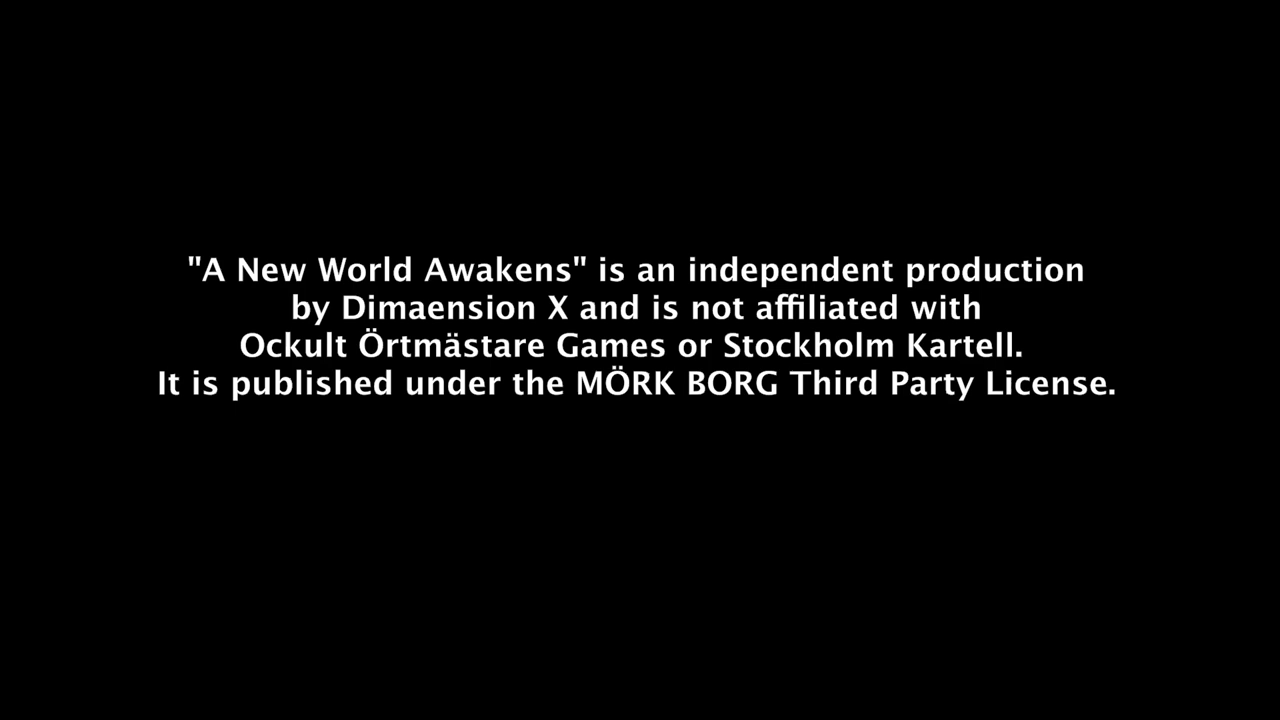 "A New World Awakens" is an independent production
by Dimaension X and is not affiliated with
Ockult Örtmästare Games or Stockholm Kartell.
It is published under the MÖRK BORG Third Party License.